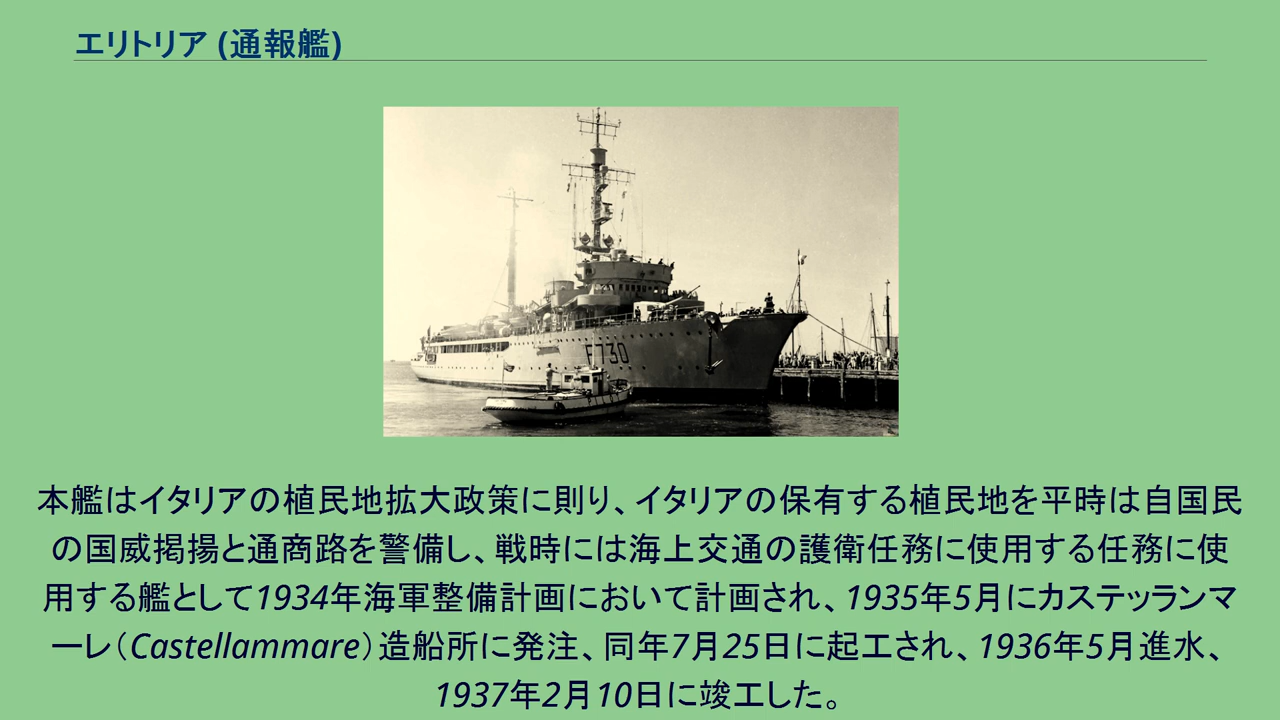 エリトリア (通報艦)
F730
本艦はイタリアの植民地拡大政策に則り、イタリアの保有する植民地を平時は自国民
の国威掲揚と通商路を警備し、戦時には海上交通の護衛任務に使用する任務に使
用する艦として1934年海軍整備計画において計画され、1935年5月にカステッランマ
ーレ（Castellammare）造船所に発注、同年7月25日に起工され、1936年5月進水、
1937年2月10日に竣工した。